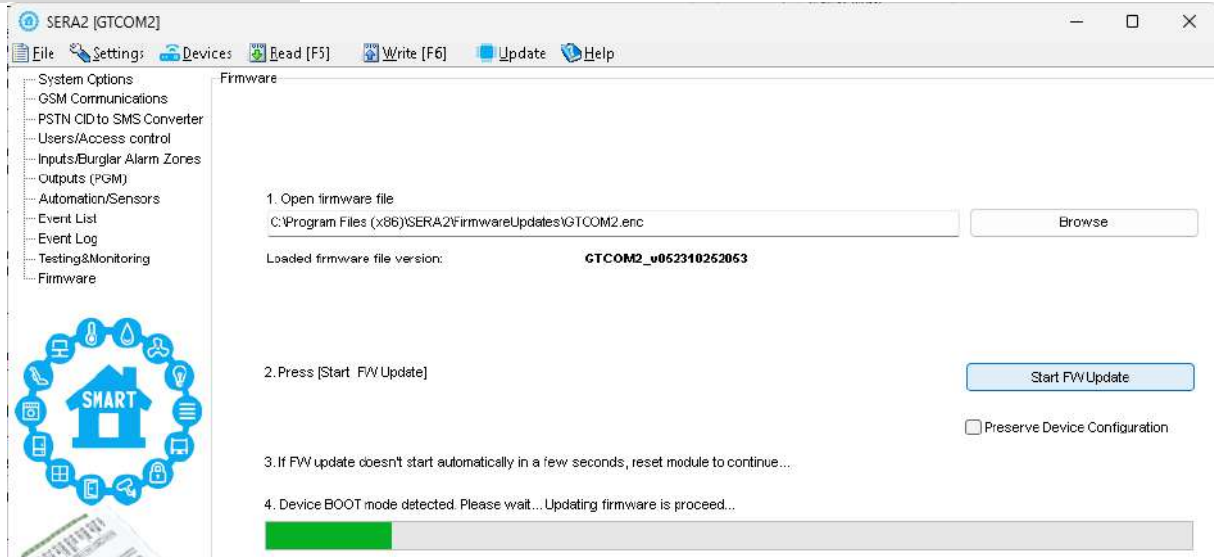 SERA2 [GTCOM2]
File Settings Devices Read [F5] Write [F6] Update Help
System Options
GSM Communications
PSTN CID to SMS Converter
Users/Access control
Inputs/Burglar Alarm Zones
Outputs (PGM)
Automation/Sensors
Event List
Event Log
Testing&Monitoring
Firmware
SMART
Firmware
1. Open firmware file
C:\Program Files (x86)\SERA2\FirmwareUpdates\GTCOM2.enc
Browse
Loaded firmware file version: GTCOM2_v052310252053
2. Press [Start FW Update]
Start FW Update
Preserve Device Configuration
3. If FW update doesn't start automatically in a few seconds, reset module to continue...
4. Device BOOT mode detected. Please wait... Updating firmware is proceed...